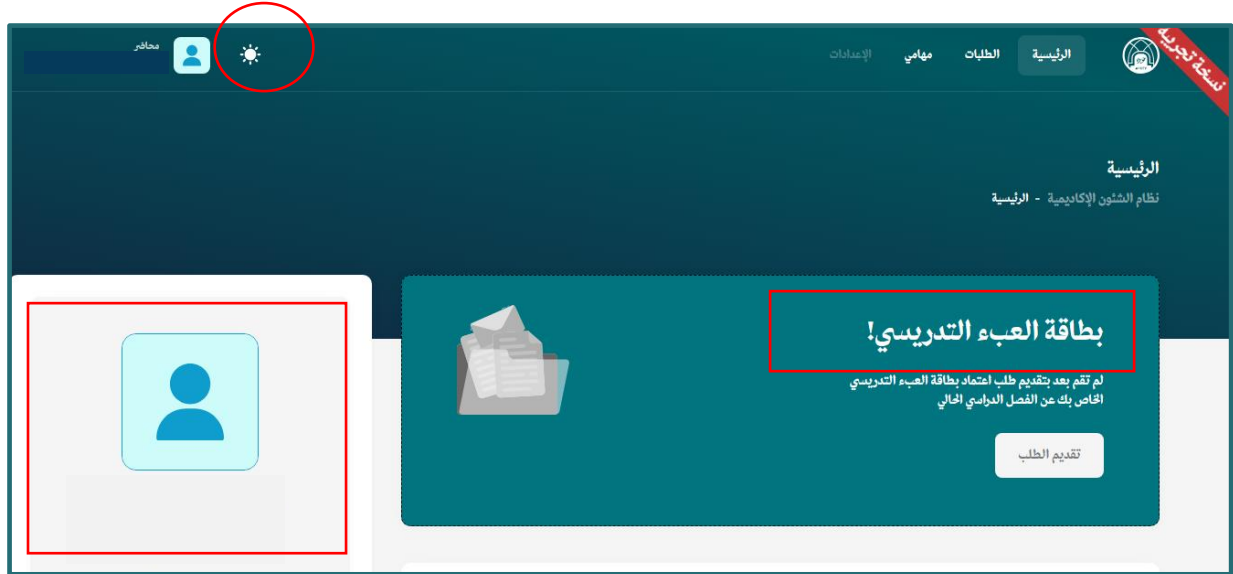 نسخة تجريبية
الرئيسية
الطلبات
مهامي
الإعدادات
محاضر
الرئيسية
نظام الشئون الإكاديمية - الرئيسية
بطاقة العبء التدريسي!
لم تقم بعد بتقديم طلب اعتماد بطاقة العبء التدريسي
الخاص بك عن الفصل الدراسي الحالي
تقديم الطلب